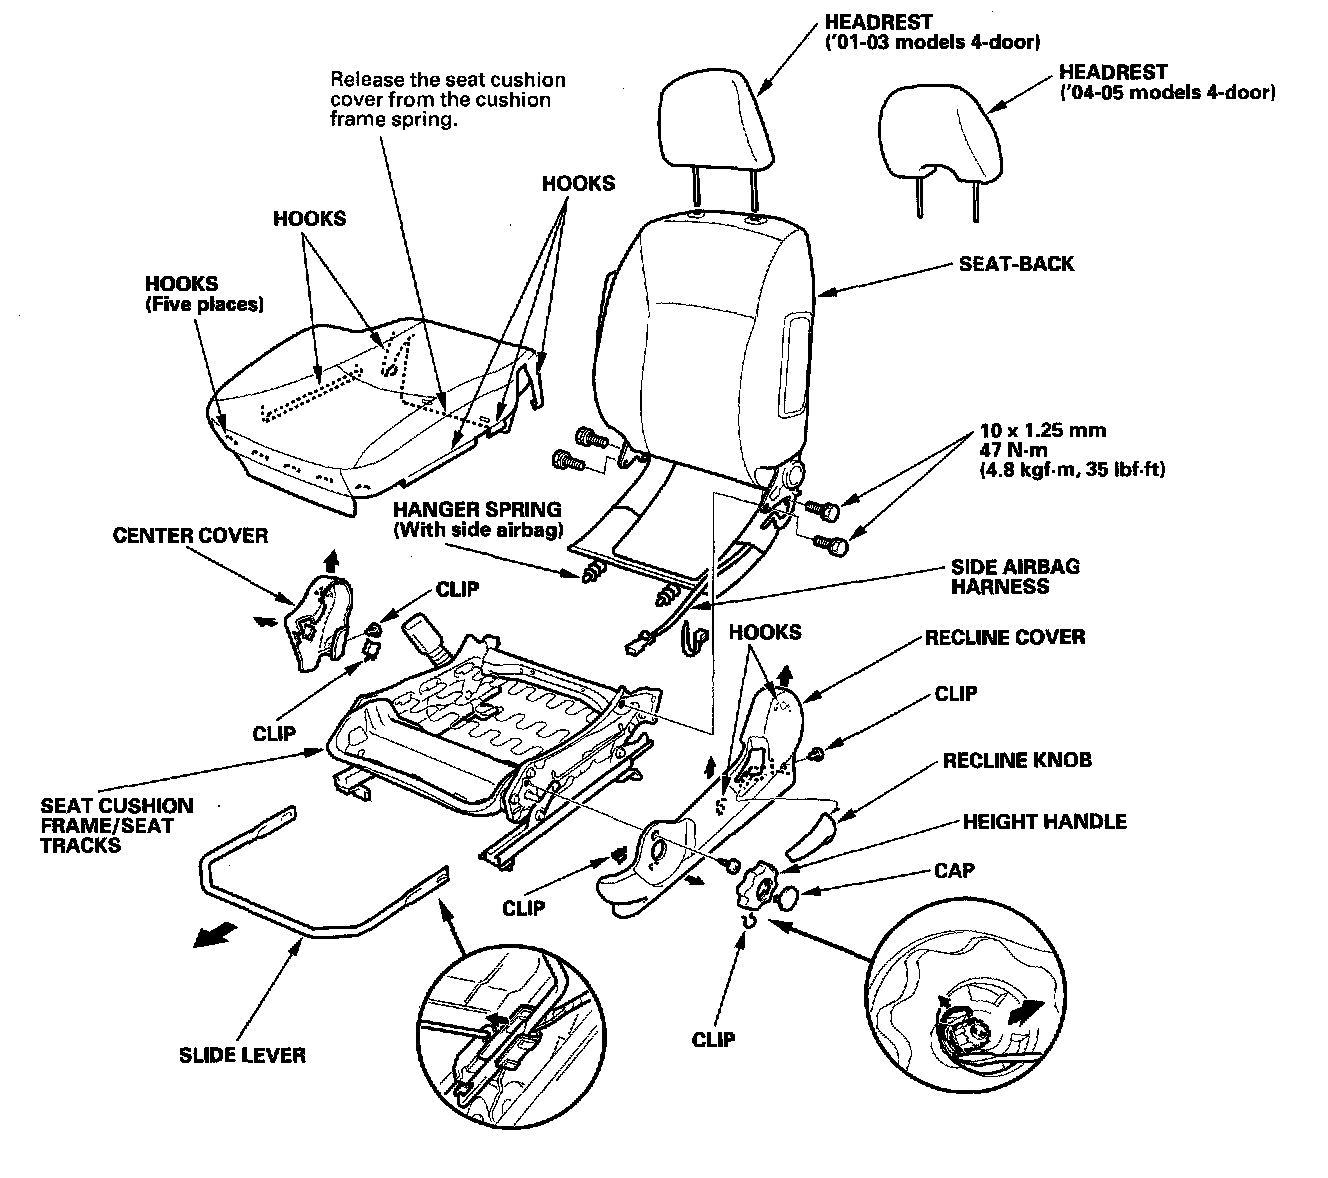 HEADREST
('01-03 models 4-door)
HEADREST
('04-05 models 4-door)
Release the seat cushion
cover from the cushion
frame spring.
HOOKS
HOOKS
HOOKS
(Five places)
SEAT-BACK
10 x 1.25 mm
47 N·m
(4.8 kgf·m, 35 lbf·ft)
HANGER SPRING
(With side airbag)
CENTER COVER
CLIP
SIDE AIRBAG
HARNESS
HOOKS
RECLINE COVER
CLIP
CLIP
RECLINE KNOB
SEAT CUSHION
FRAME/SEAT
TRACKS
HEIGHT HANDLE
CAP
CLIP
CLIP
SLIDE LEVER